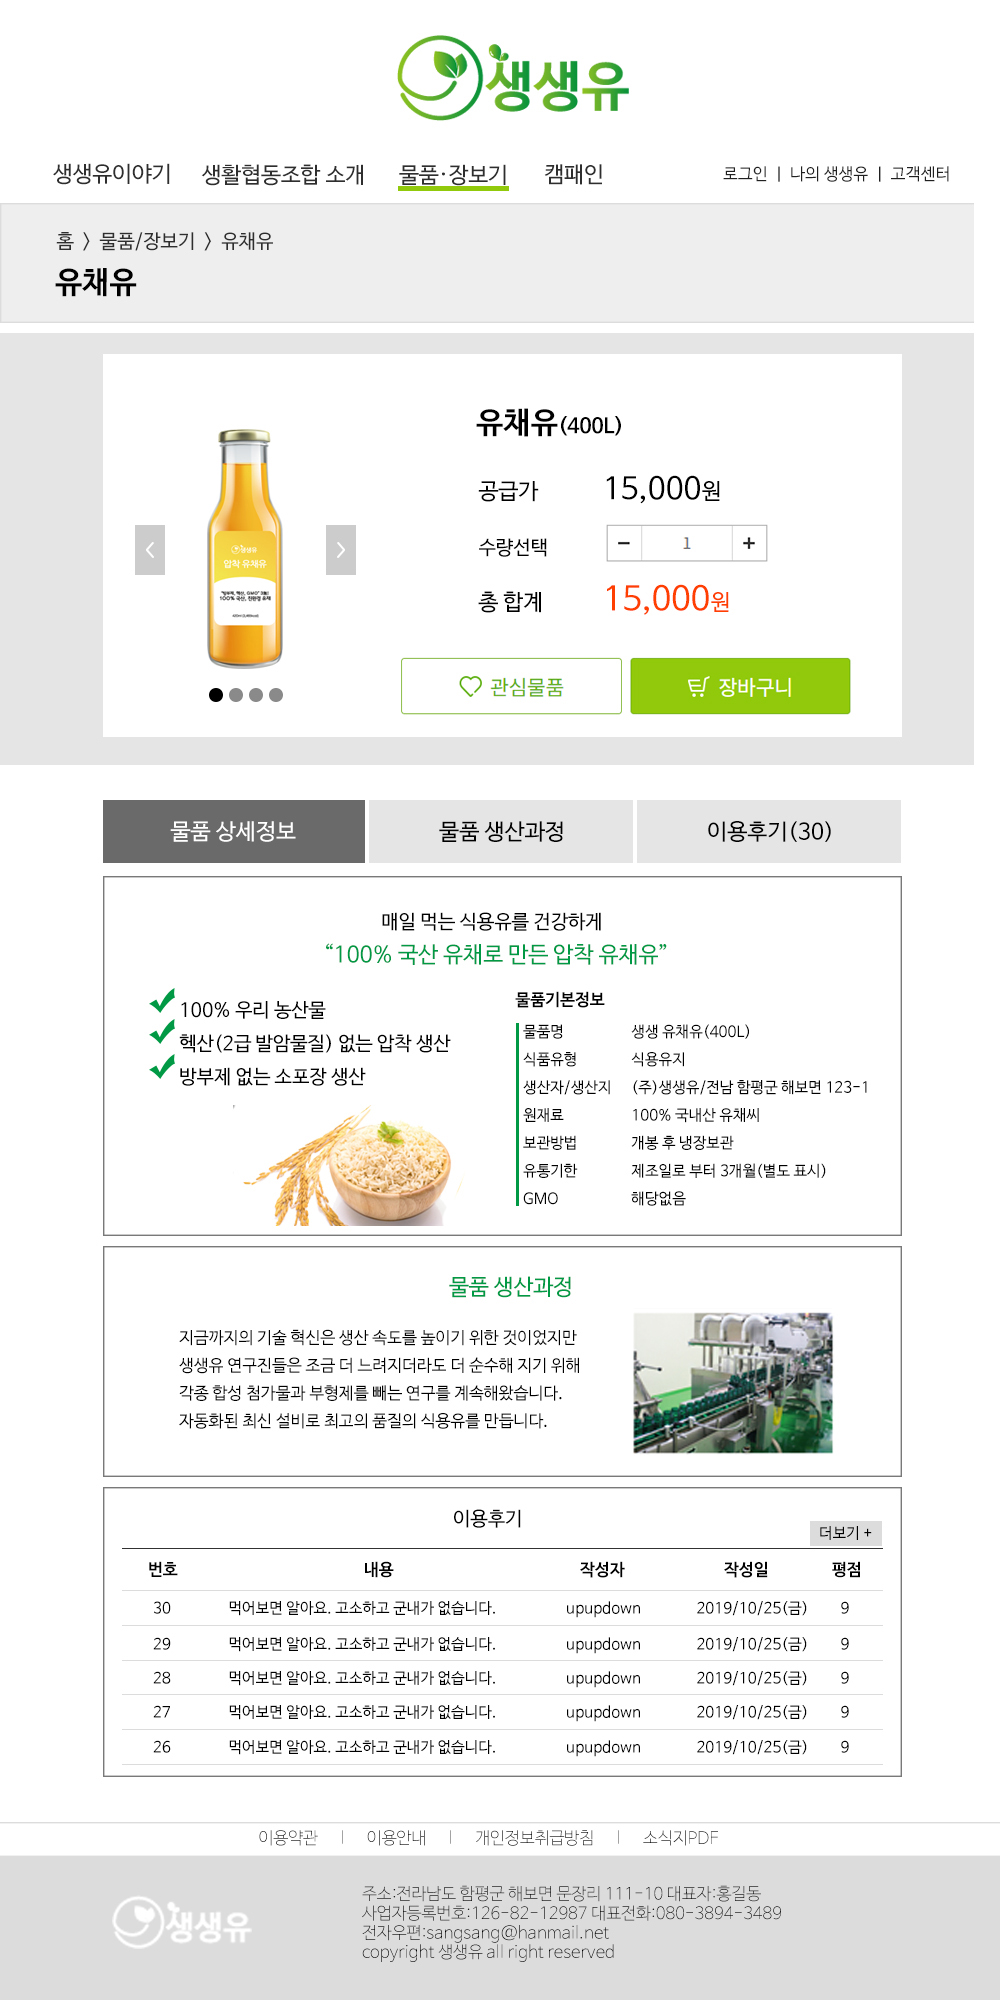 생생유
생생유이야기 생활협동조합 소개 물품·장보기 캠페인 로그인 | 나의 생생유 | 고객센터
홈 > 물품/장보기 > 유채유
유채유
유채유(400L)
공급가 15,000원
수량선택 − 1 +
총 합계 15,000원
관심물품 장바구니
생생유
압착 유채유
100% 국산, 친환경 유채
물품 상세정보 물품 생산과정 이용후기(30)
매일 먹는 식용유를 건강하게
“100% 국산 유채로 만든 압착 유채유”
100% 우리 농산물
헥산(2급 발암물질) 없는 압착 생산
방부제 없는 소포장 생산
물품기본정보
물품명 생생 유채유(400L)
식품유형 식용유지
생산자/생산지 (주)생생유/전남 함평군 해보면 123-1
원재료 100% 국내산 유채씨
보관방법 개봉 후 냉장보관
유통기한 제조일로 부터 3개월(별도 표시)
GMO 해당없음
물품 생산과정
지금까지의 기술 혁신은 생산 속도를 높이기 위한 것이었지만
생생유 연구진들은 조금 더 느려지더라도 더 순수해 지기 위해
각종 합성 첨가물과 부형제를 빼는 연구를 계속해왔습니다.
자동화된 최신 설비로 최고의 품질의 식용유를 만듭니다.
이용후기
더보기 +
번호 내용 작성자 작성일 평점
30 먹어보면 알아요. 고소하고 군내가 없습니다. upupdown 2019/10/25(금) 9
29 먹어보면 알아요. 고소하고 군내가 없습니다. upupdown 2019/10/25(금) 9
28 먹어보면 알아요. 고소하고 군내가 없습니다. upupdown 2019/10/25(금) 9
27 먹어보면 알아요. 고소하고 군내가 없습니다. upupdown 2019/10/25(금) 9
26 먹어보면 알아요. 고소하고 군내가 없습니다. upupdown 2019/10/25(금) 9
이용약관 | 이용안내 | 개인정보취급방침 | 소식지PDF
생생유
주소:전라남도 함평군 해보면 문장리 111-10 대표자:홍길동
사업자등록번호:126-82-12987 대표전화:080-3894-3489
전자우편:sangsang@hanmail.net
copyright 생생유 all right reserved